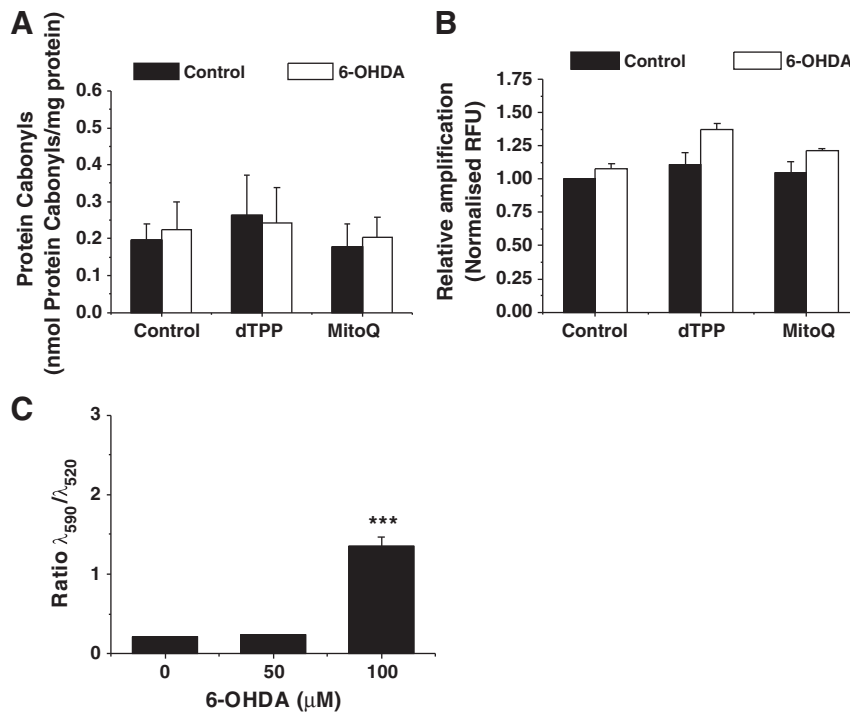 A
Control
6-OHDA
Protein Cabonyls
(nmol Protein Cabonyls/mg protein)
0.6
0.5
0.4
0.3
0.2
0.1
0.0
Control dTPP MitoQ
B
Control
6-OHDA
Relative amplification
(Normalised RFU)
1.75
1.50
1.25
1.00
0.75
0.50
0.25
0.00
Control dTPP MitoQ
C
Ratio λ590/λ520
3
2
1
0
***
0 50 100
6-OHDA (μM)